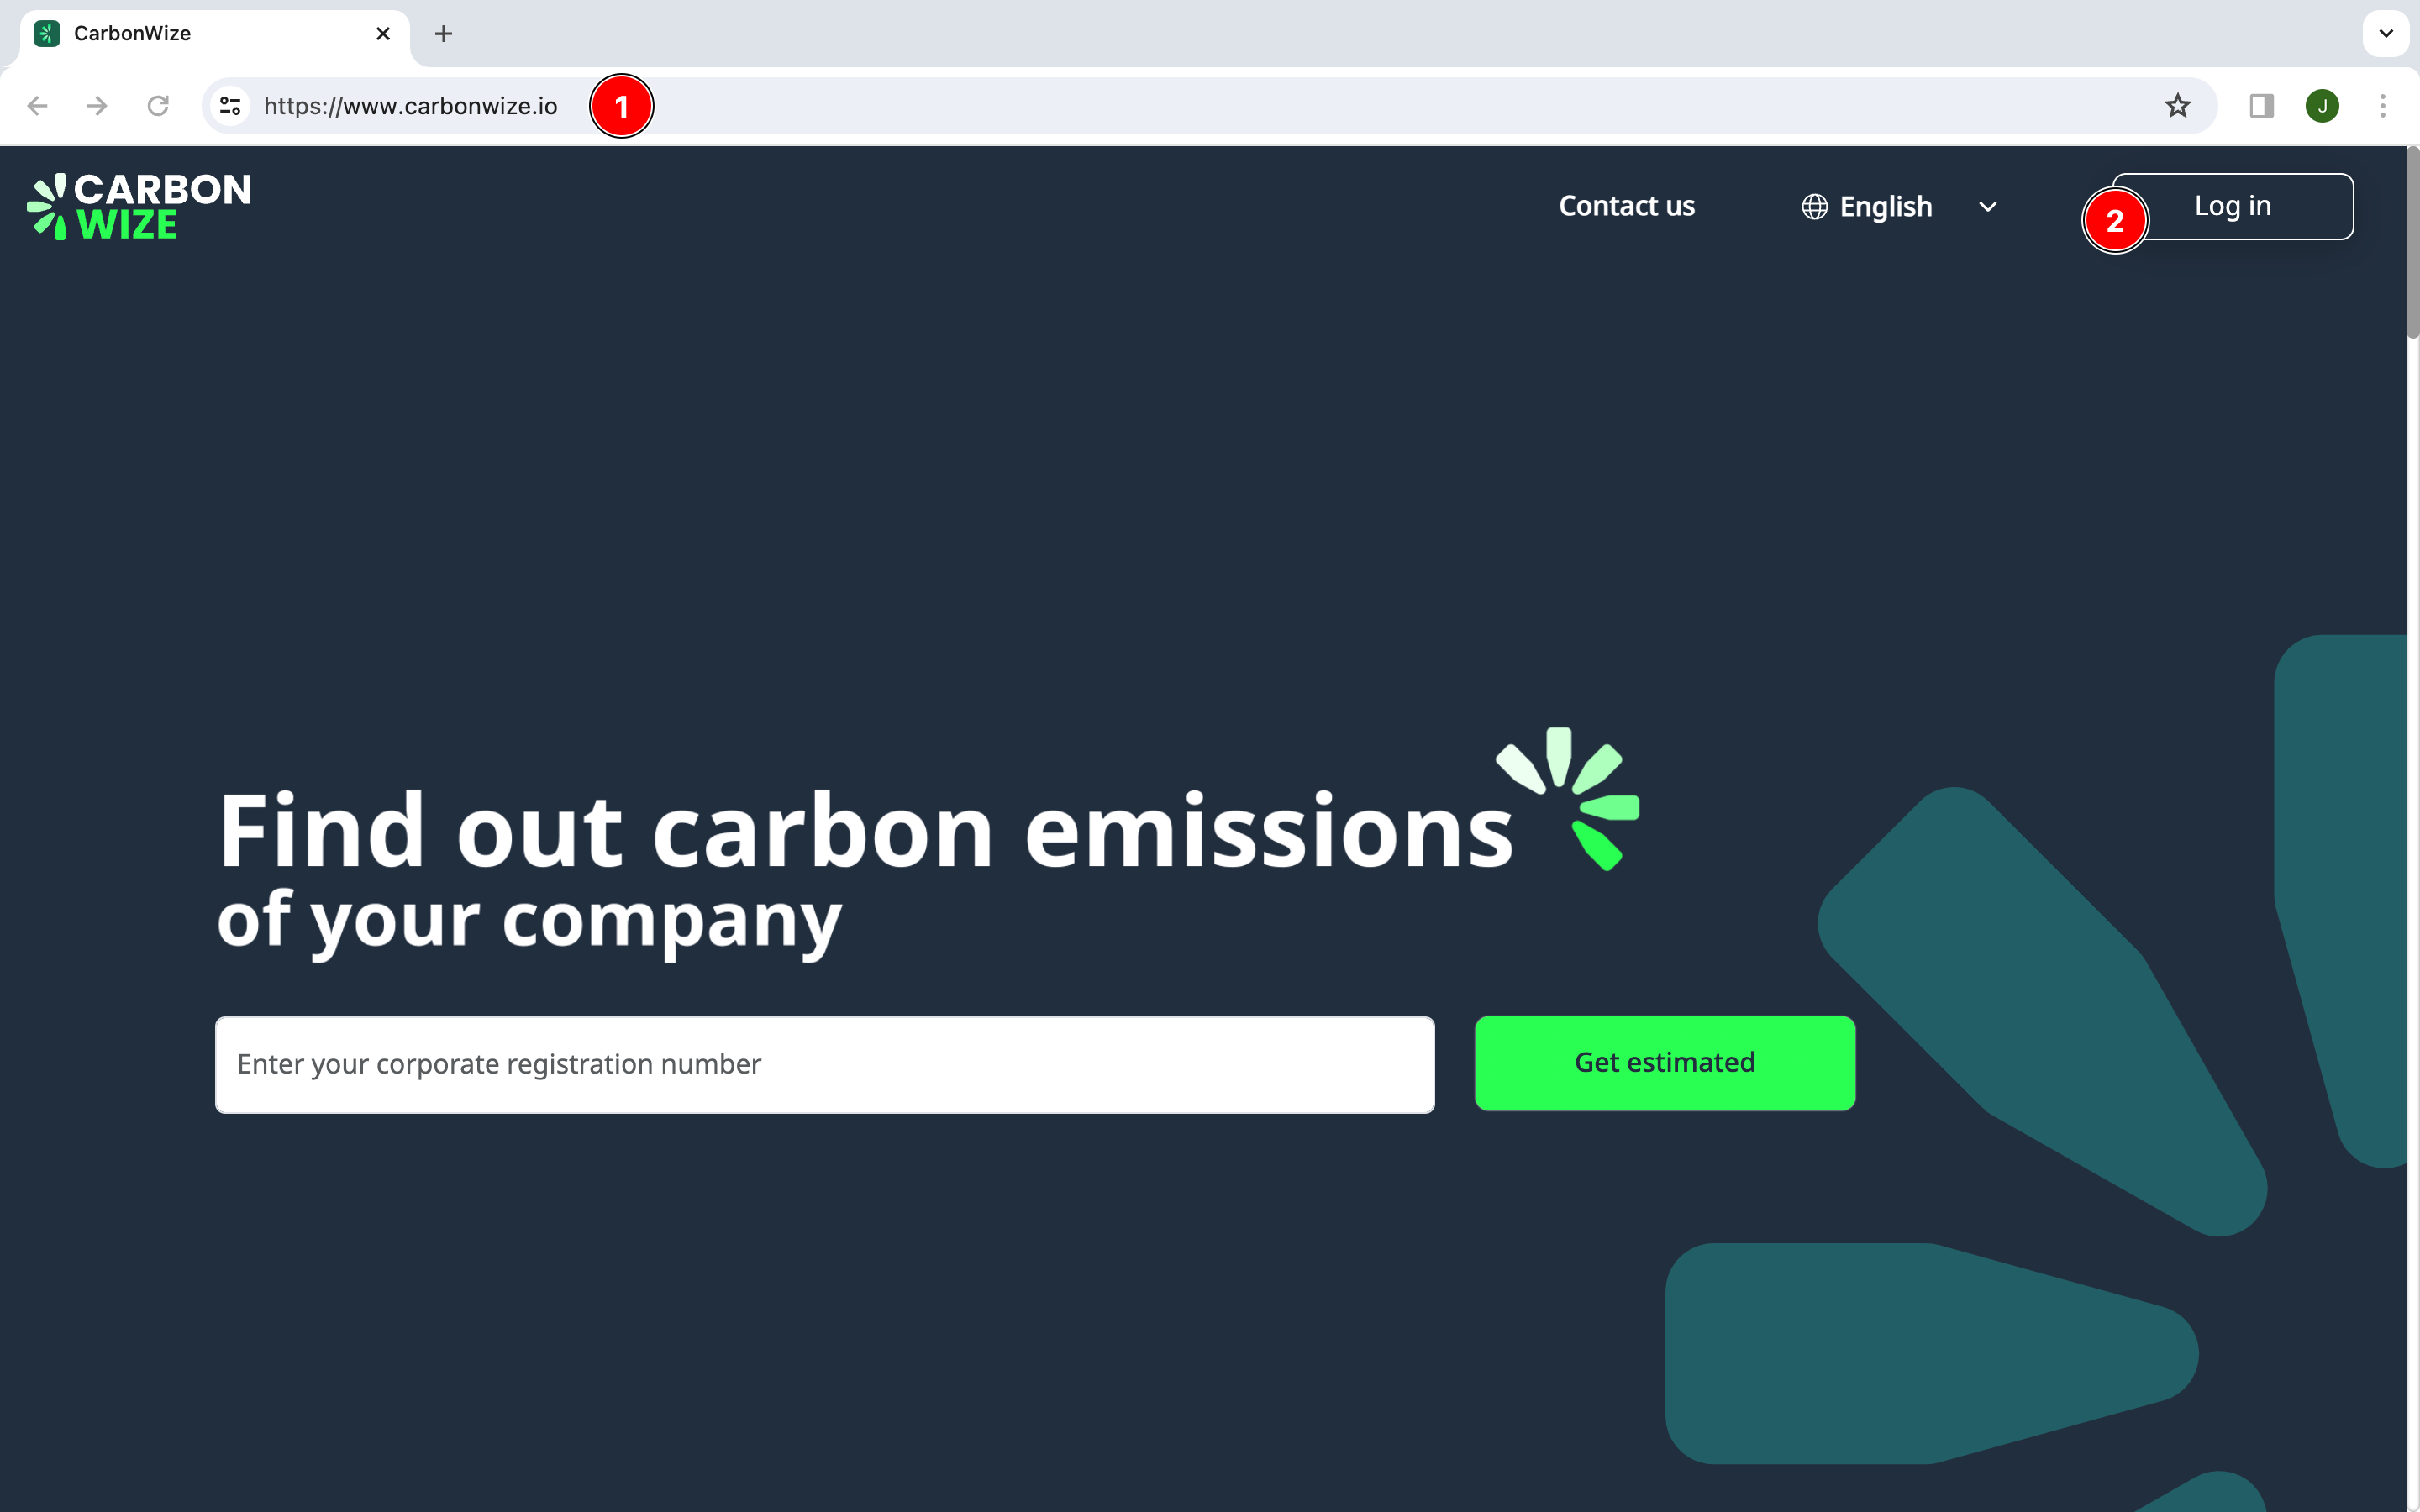 CarbonWize
https://www.carbonwize.io
1
J
CARBON
WIZE
Contact us
English
2
Log in
Find out carbon emissions
of your company
Enter your corporate registration number
Get estimated